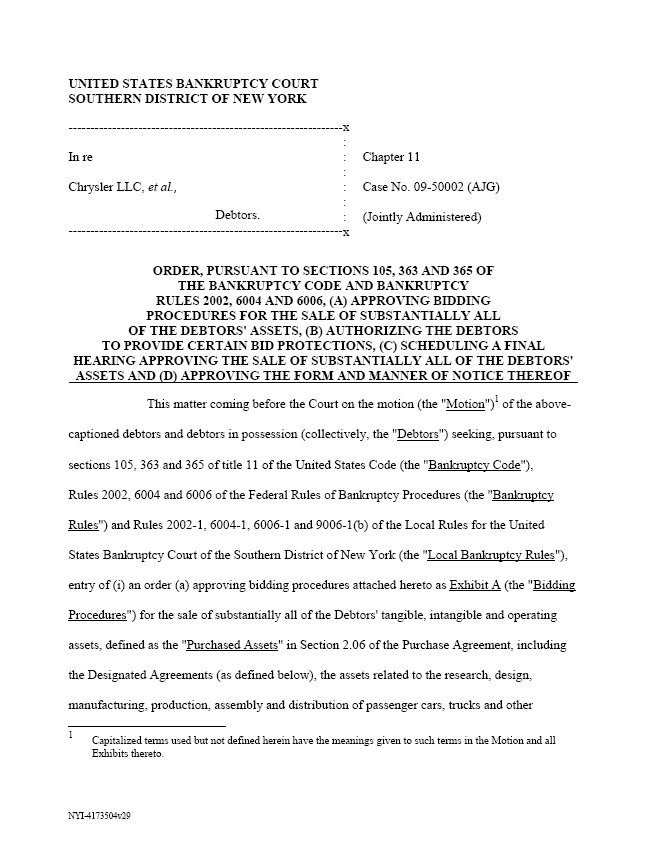 UNITED STATES BANKRUPTCY COURT
SOUTHERN DISTRICT OF NEW YORK
---------------------------------------------------------------x
:
In re : Chapter 11
:
Chrysler LLC, et al., : Case No. 09-50002 (AJG)
:
Debtors. : (Jointly Administered)
---------------------------------------------------------------x
ORDER, PURSUANT TO SECTIONS 105, 363 AND 365 OF
THE BANKRUPTCY CODE AND BANKRUPTCY
RULES 2002, 6004 AND 6006, (A) APPROVING BIDDING
PROCEDURES FOR THE SALE OF SUBSTANTIALLY ALL
OF THE DEBTORS' ASSETS, (B) AUTHORIZING THE DEBTORS
TO PROVIDE CERTAIN BID PROTECTIONS, (C) SCHEDULING A FINAL
HEARING APPROVING THE SALE OF SUBSTANTIALLY ALL OF THE DEBTORS'
ASSETS AND (D) APPROVING THE FORM AND MANNER OF NOTICE THEREOF
This matter coming before the Court on the motion (the "Motion")1 of the above-
captioned debtors and debtors in possession (collectively, the "Debtors") seeking, pursuant to
sections 105, 363 and 365 of title 11 of the United States Code (the "Bankruptcy Code"),
Rules 2002, 6004 and 6006 of the Federal Rules of Bankruptcy Procedures (the "Bankruptcy
Rules") and Rules 2002-1, 6004-1, 6006-1 and 9006-1(b) of the Local Rules for the United
States Bankruptcy Court of the Southern District of New York (the "Local Bankruptcy Rules"),
entry of (i) an order (a) approving bidding procedures attached hereto as Exhibit A (the "Bidding
Procedures") for the sale of substantially all of the Debtors' tangible, intangible and operating
assets, defined as the "Purchased Assets" in Section 2.06 of the Purchase Agreement, including
the Designated Agreements (as defined below), the assets related to the research, design,
manufacturing, production, assembly and distribution of passenger cars, trucks and other
1 Capitalized terms used but not defined herein have the meanings given to such terms in the Motion and all
Exhibits thereto.
NYI-4173504v29